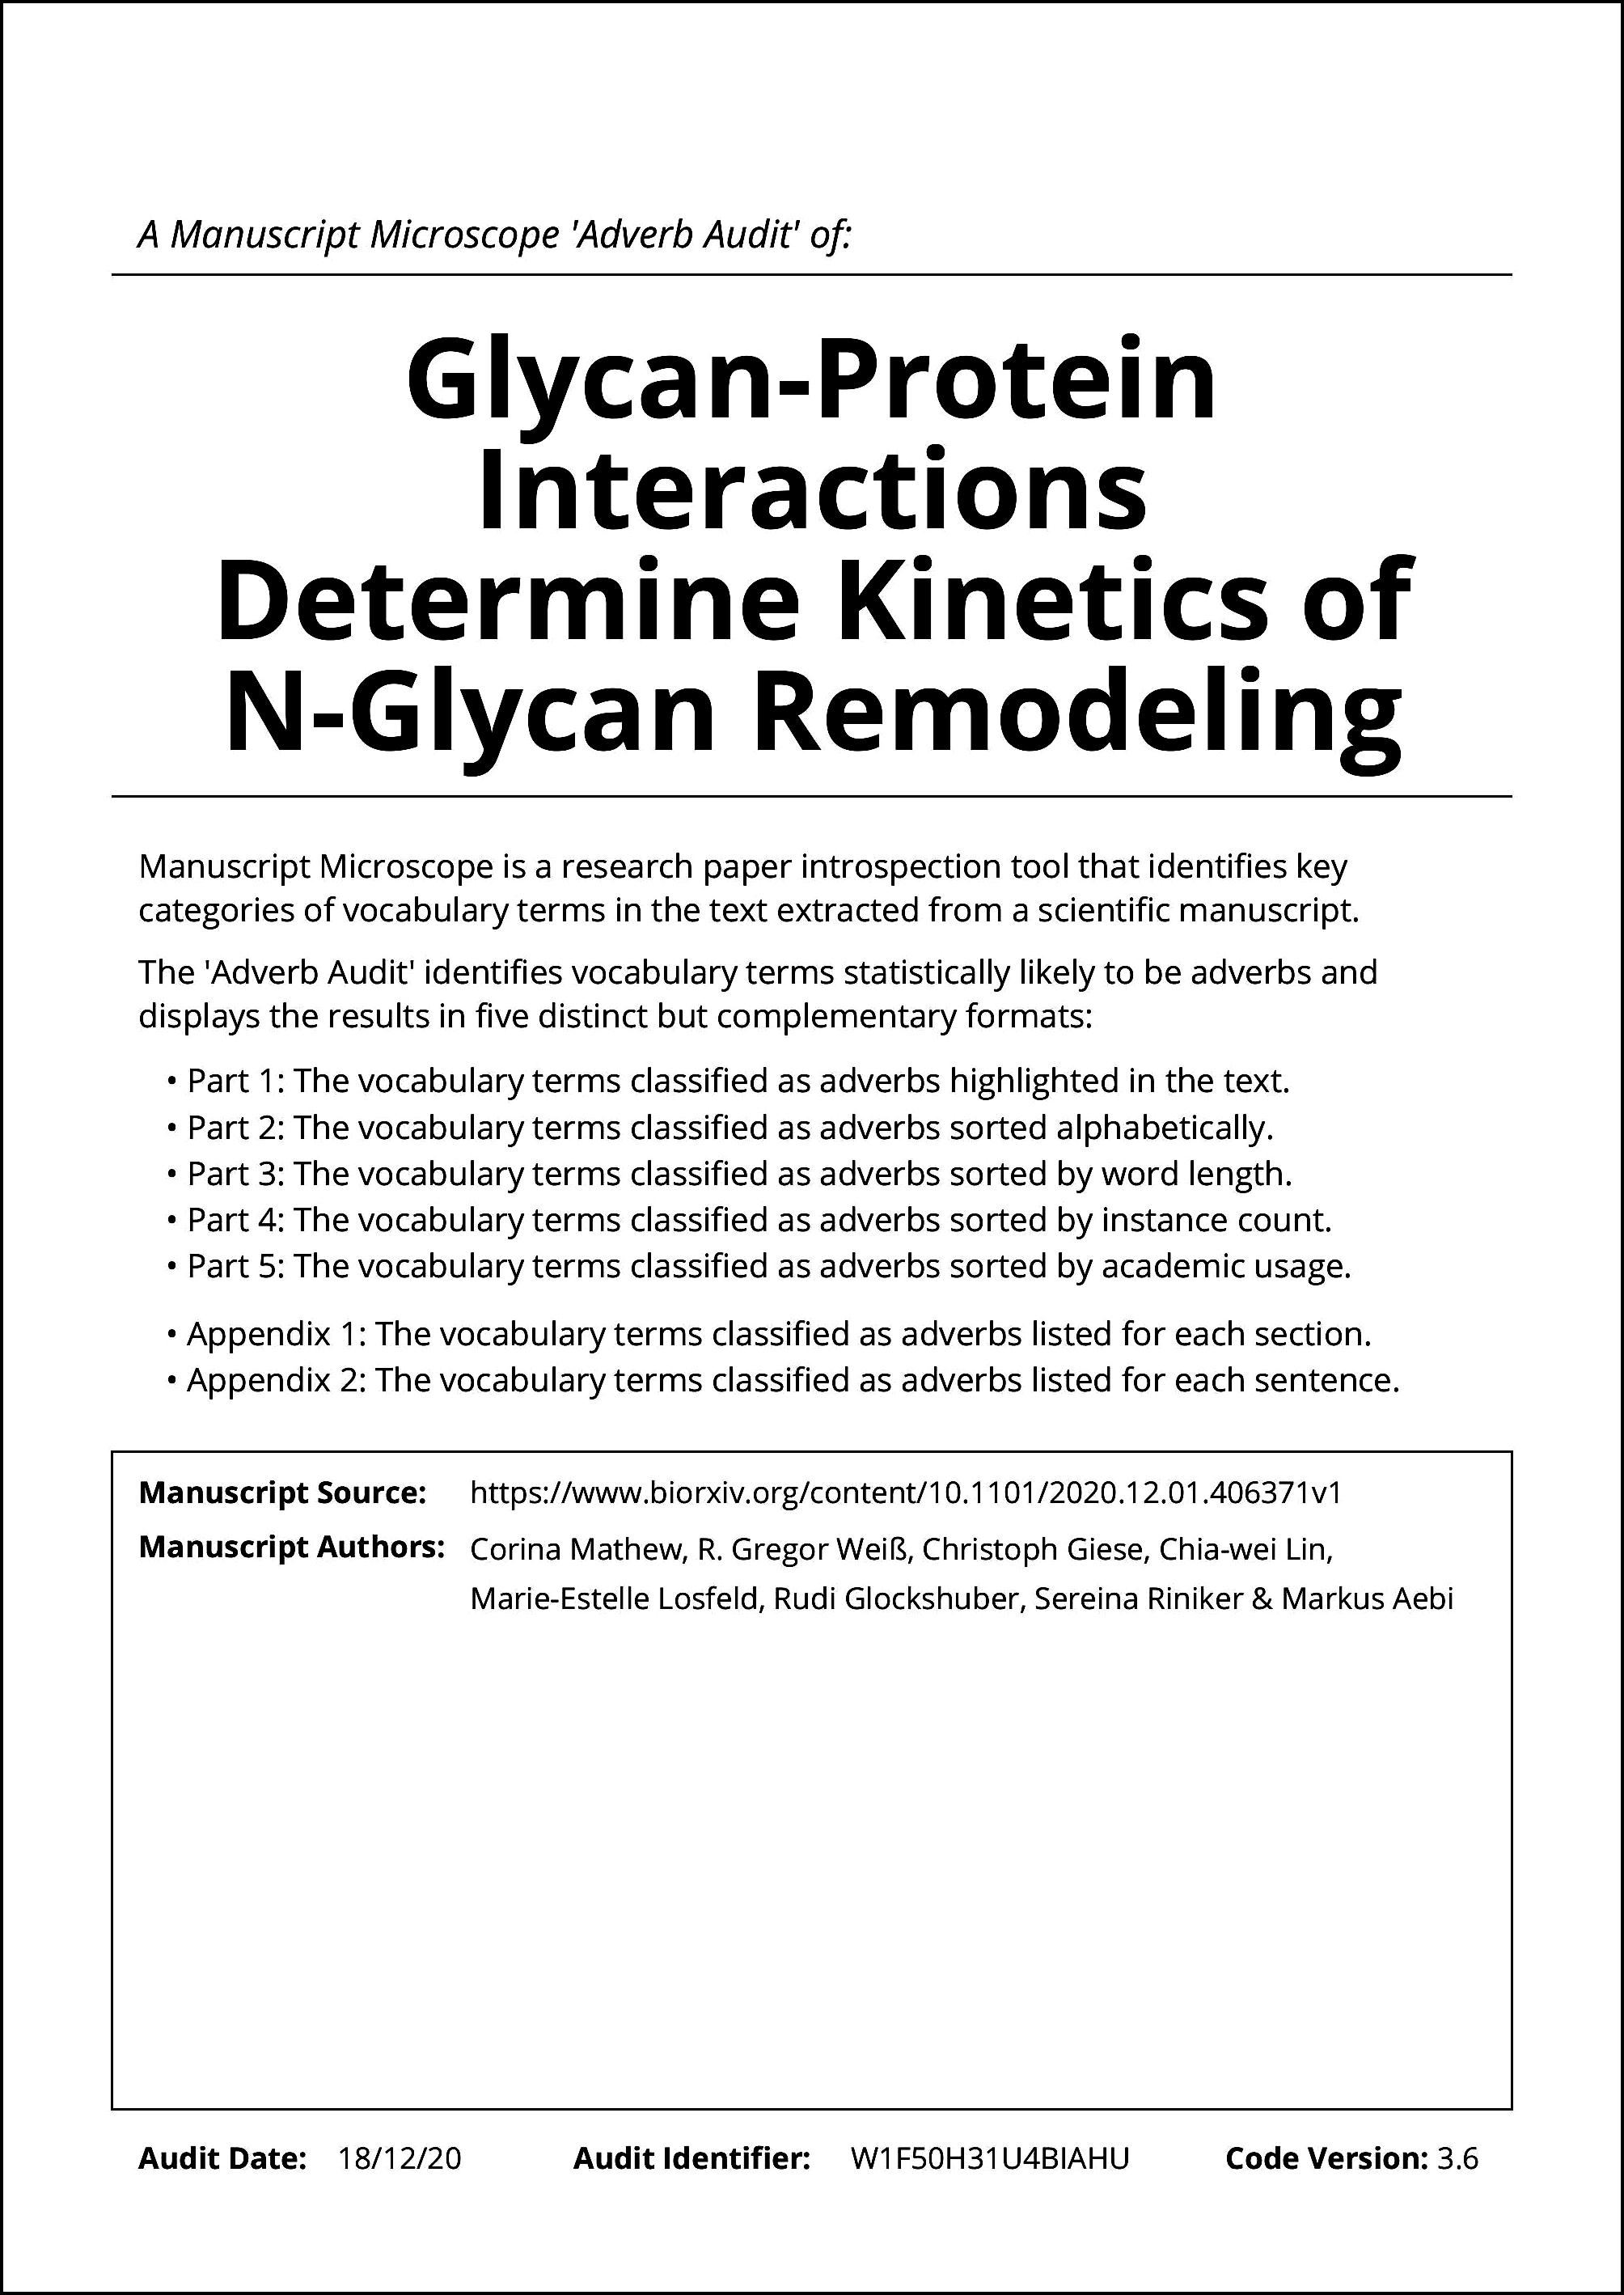 A Manuscript Microscope 'Adverb Audit' of:
Glycan-Protein
Interactions
Determine Kinetics of
N-Glycan Remodeling
Manuscript Microscope is a research paper introspection tool that identifies key
categories of vocabulary terms in the text extracted from a scientific manuscript.
The 'Adverb Audit' identifies vocabulary terms statistically likely to be adverbs and
displays the results in five distinct but complementary formats:
• Part 1: The vocabulary terms classified as adverbs highlighted in the text.
• Part 2: The vocabulary terms classified as adverbs sorted alphabetically.
• Part 3: The vocabulary terms classified as adverbs sorted by word length.
• Part 4: The vocabulary terms classified as adverbs sorted by instance count.
• Part 5: The vocabulary terms classified as adverbs sorted by academic usage.
• Appendix 1: The vocabulary terms classified as adverbs listed for each section.
• Appendix 2: The vocabulary terms classified as adverbs listed for each sentence.
Manuscript Source: https://www.biorxiv.org/content/10.1101/2020.12.01.406371v1
Manuscript Authors: Corina Mathew, R. Gregor Weiß, Christoph Giese, Chia-wei Lin,
Marie-Estelle Losfeld, Rudi Glockshuber, Sereina Riniker & Markus Aebi
Audit Date: 18/12/20 Audit Identifier: W1F50H31U4BIAHU Code Version: 3.6